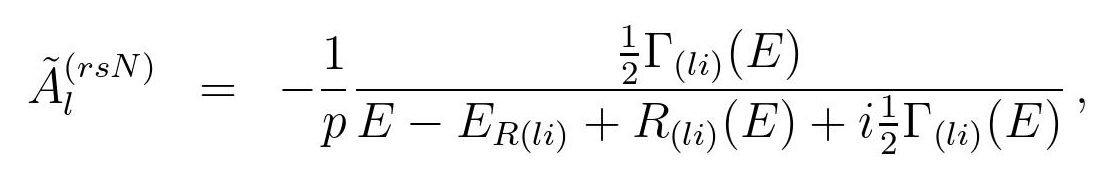 \tilde{A}_l^{(rsN)} = -\frac{1}{p} \frac{\frac{1}{2}\Gamma_{(li)}(E)}{E - E_{R(li)} + R_{(li)}(E) + i\frac{1}{2}\Gamma_{(li)}(E)} ,